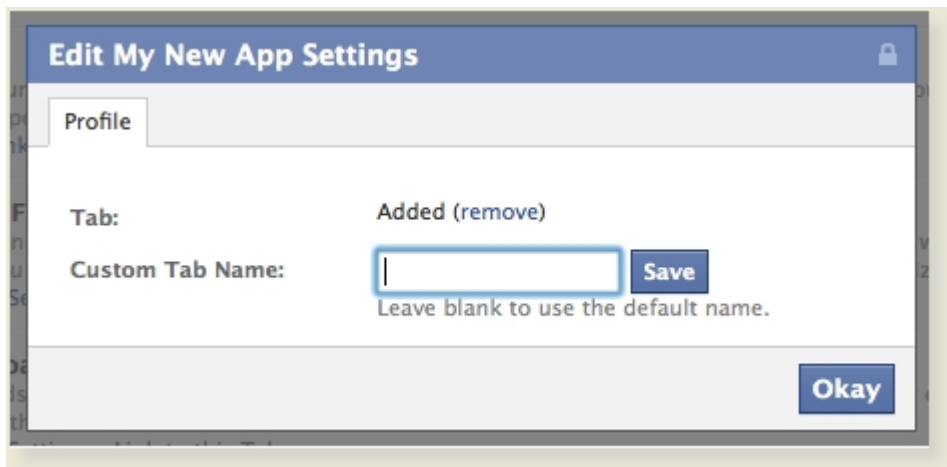 Edit My New App Settings
Profile
Tab:
Added (remove)
Custom Tab Name:
Save
Leave blank to use the default name.
Okay